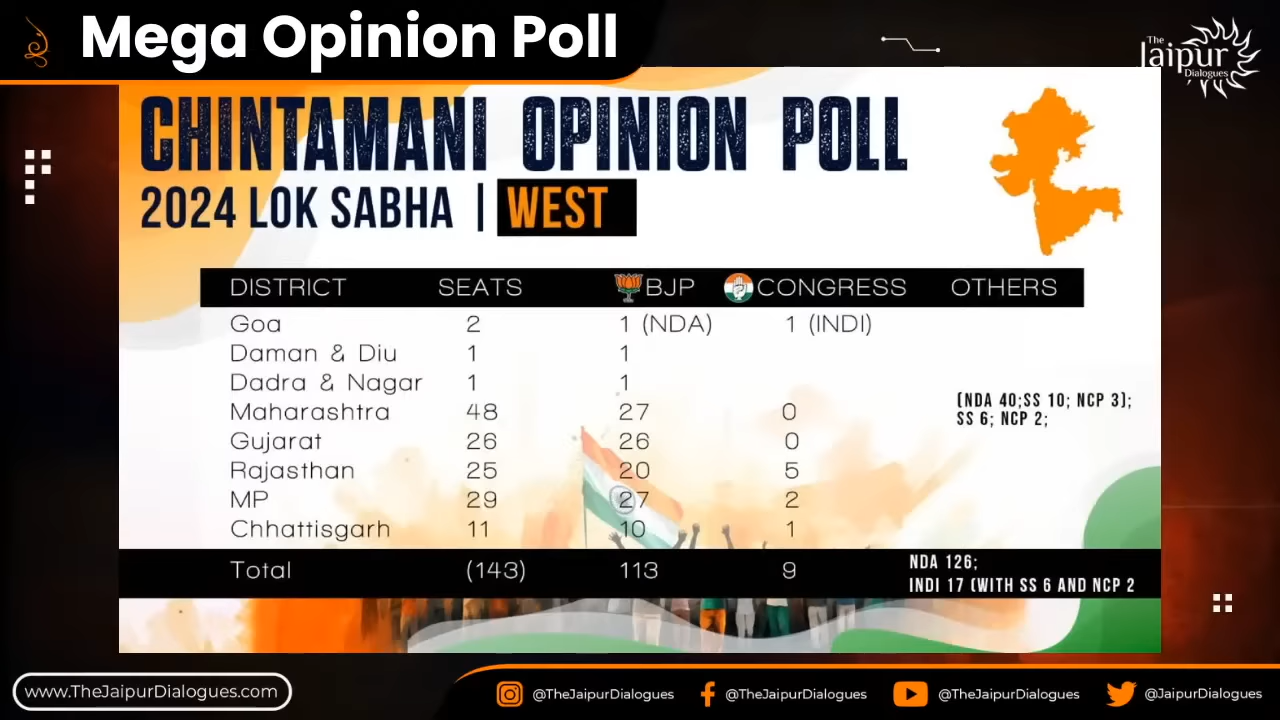 Mega Opinion Poll
The
Jaipur
Dialogues
CHINTAMANI OPINION POLL
2024 LOK SABHA | WEST
DISTRICT SEATS BJP CONGRESS OTHERS
Goa 2 1 (NDA) 1 (INDI)
Daman & Diu 1 1
Dadra & Nagar 1 1
Maharashtra 48 27 0
(NDA 40;SS 10; NCP 3);
SS 6; NCP 2;
Gujarat 26 26 0
Rajasthan 25 20 5
MP 29 27 2
Chhattisgarh 11 10 1
Total (143) 113 9
NDA 126;
INDI 17 (WITH SS 6 AND NCP 2
www.TheJaipurDialogues.com @TheJaipurDialogues @TheJaipurDialogues @TheJaipurDialogues @JaipurDialogues